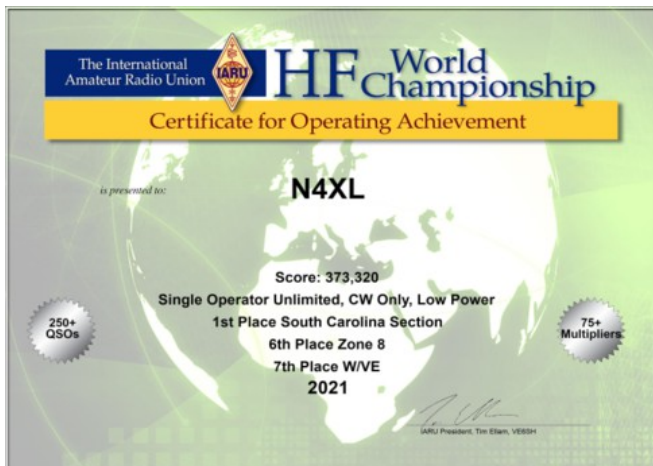 The International
Amateur Radio Union
IARU
HF World
Championship
Certificate for Operating Achievement
is presented to:
N4XL
Score: 373,320
Single Operator Unlimited, CW Only, Low Power
1st Place South Carolina Section
6th Place Zone 8
7th Place W/VE
2021
250+
QSOs
75+
Multipliers
IARU President, Tim Ellam, VE6SH